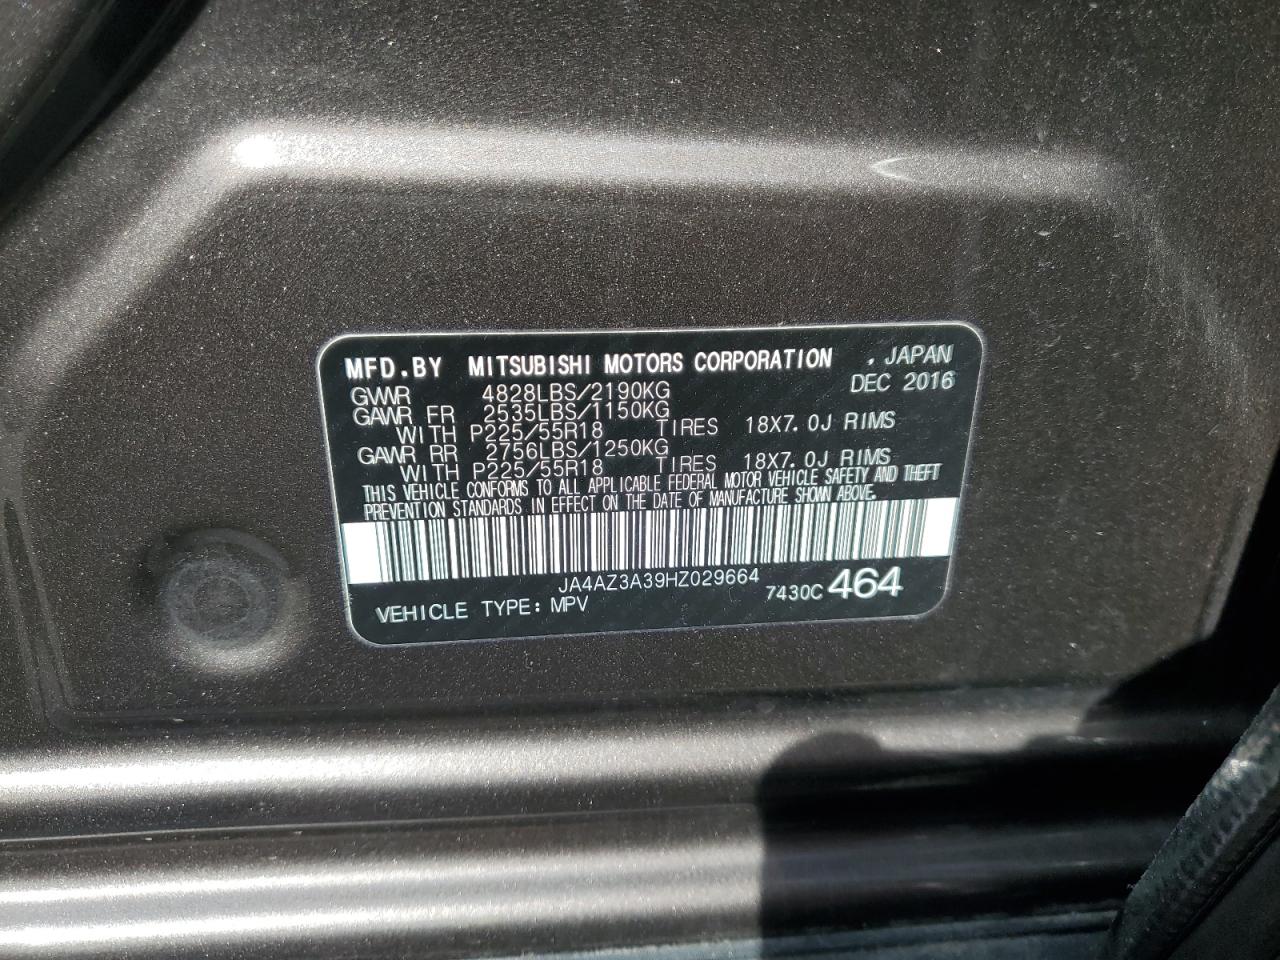 MFD.BY MITSUBISHI MOTORS CORPORATION . JAPAN
DEC 2016
GWWR 4828LBS/2190KG
GAWR FR 2535LBS/1150KG
WITH P225/55R18 TIRES 18X7.0J RIMS
GAWR RR 2756LBS/1250KG
WITH P225/55R18 TIRES 18X7.0J RIMS
THIS VEHICLE CONFORMS TO ALL APPLICABLE FEDERAL MOTOR VEHICLE SAFETY AND THEFT
PREVENTION STANDARDS IN EFFECT ON THE DATE OF MANUFACTURE SHOWN ABOVE.
JA4AZ3A39HZ029664
VEHICLE TYPE: MPV 7430C 464